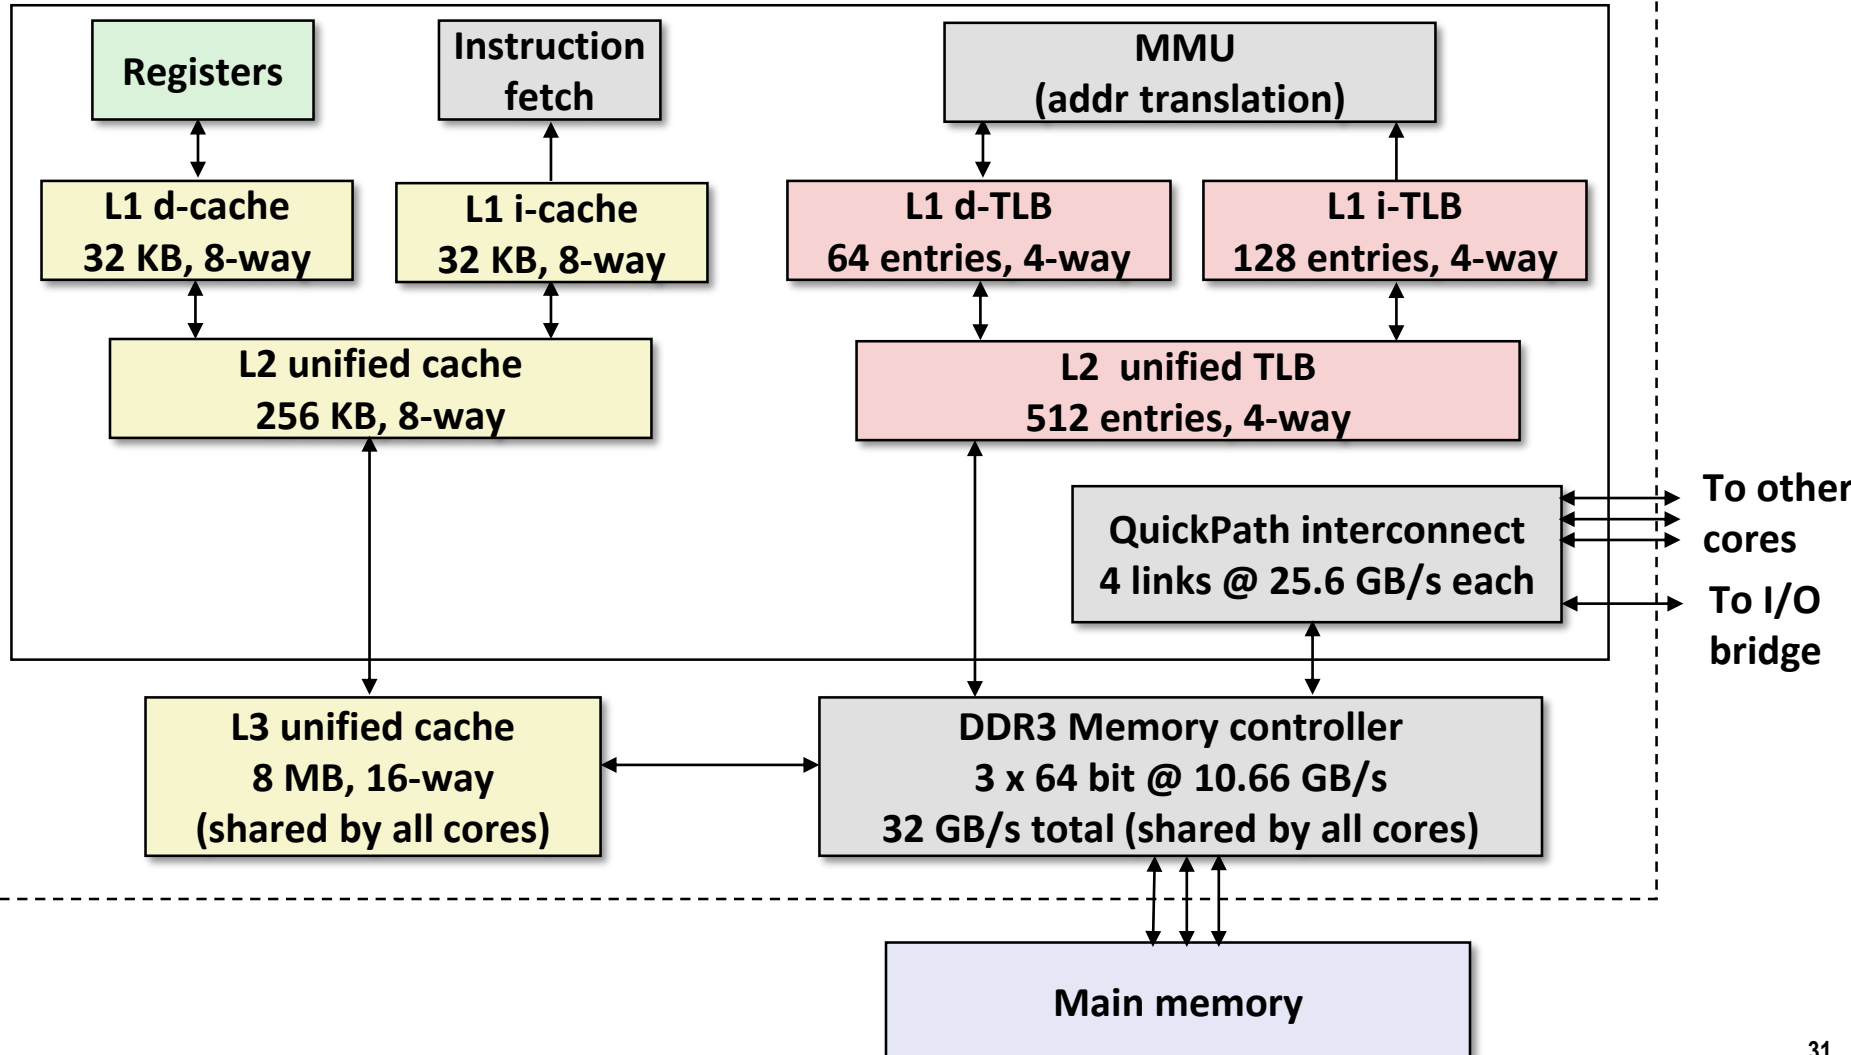 Registers
Instruction
fetch
MMU
(addr translation)
L1 d-cache
32 KB, 8-way
L1 i-cache
32 KB, 8-way
L1 d-TLB
64 entries, 4-way
L1 i-TLB
128 entries, 4-way
L2 unified cache
256 KB, 8-way
L2 unified TLB
512 entries, 4-way
QuickPath interconnect
4 links @ 25.6 GB/s each
To other
cores
To I/O
bridge
L3 unified cache
8 MB, 16-way
(shared by all cores)
DDR3 Memory controller
3 x 64 bit @ 10.66 GB/s
32 GB/s total (shared by all cores)
Main memory
31